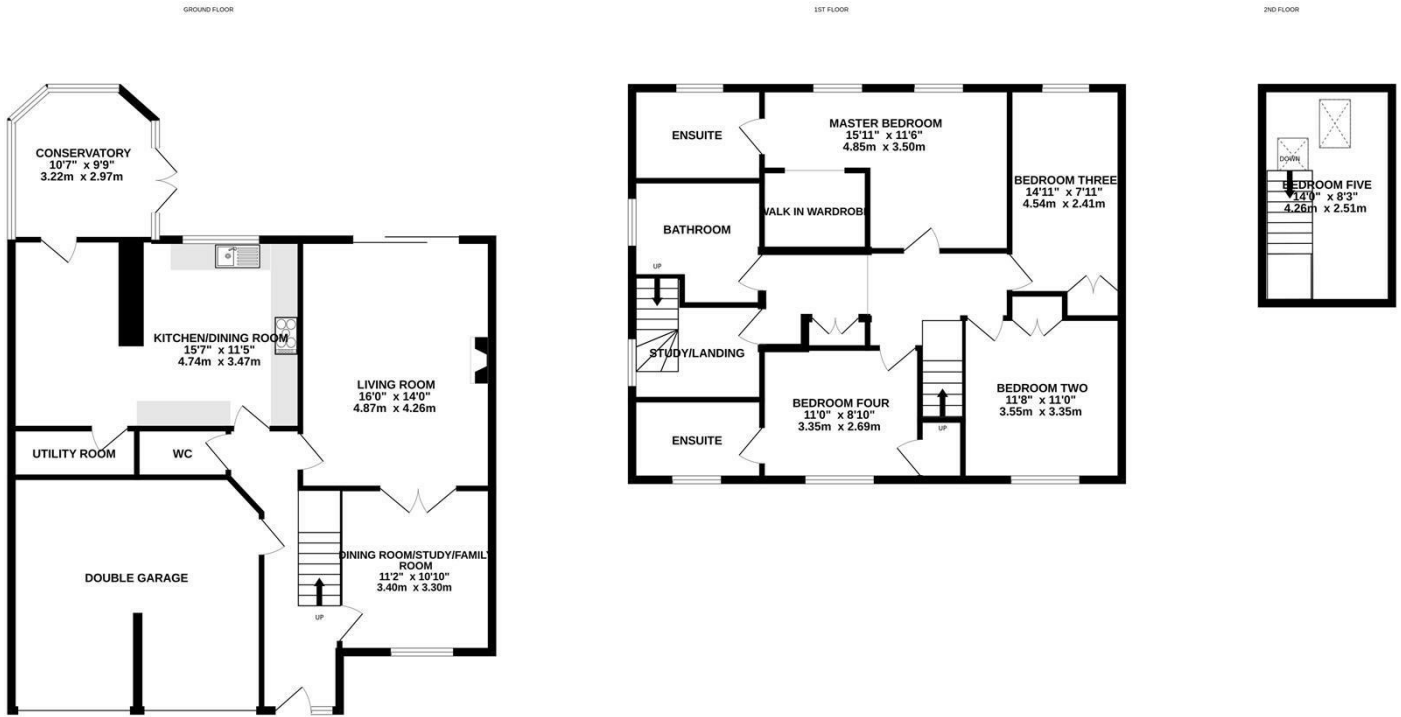 GROUND FLOOR
CONSERVATORY
10'7" x 9'9"
3.22m x 2.97m
KITCHEN/DINING ROOM
15'7" x 11'5"
4.74m x 3.47m
LIVING ROOM
16'0" x 14'0"
4.87m x 4.26m
UTILITY ROOM
WC
DOUBLE GARAGE
DINING ROOM/STUDY/FAMILY
ROOM
11'2" x 10'10"
3.40m x 3.30m
UP
1ST FLOOR
ENSUITE
MASTER BEDROOM
15'11" x 11'6"
4.85m x 3.50m
BEDROOM THREE
14'11" x 7'11"
4.54m x 2.41m
WALK IN WARDROBE
BATHROOM
UP
STUDY/LANDING
BEDROOM FOUR
11'0" x 8'10"
3.35m x 2.69m
BEDROOM TWO
11'8" x 11'0"
3.55m x 3.35m
ENSUITE
UP
2ND FLOOR
DOWN
BEDROOM FIVE
14'0" x 8'3"
4.26m x 2.51m